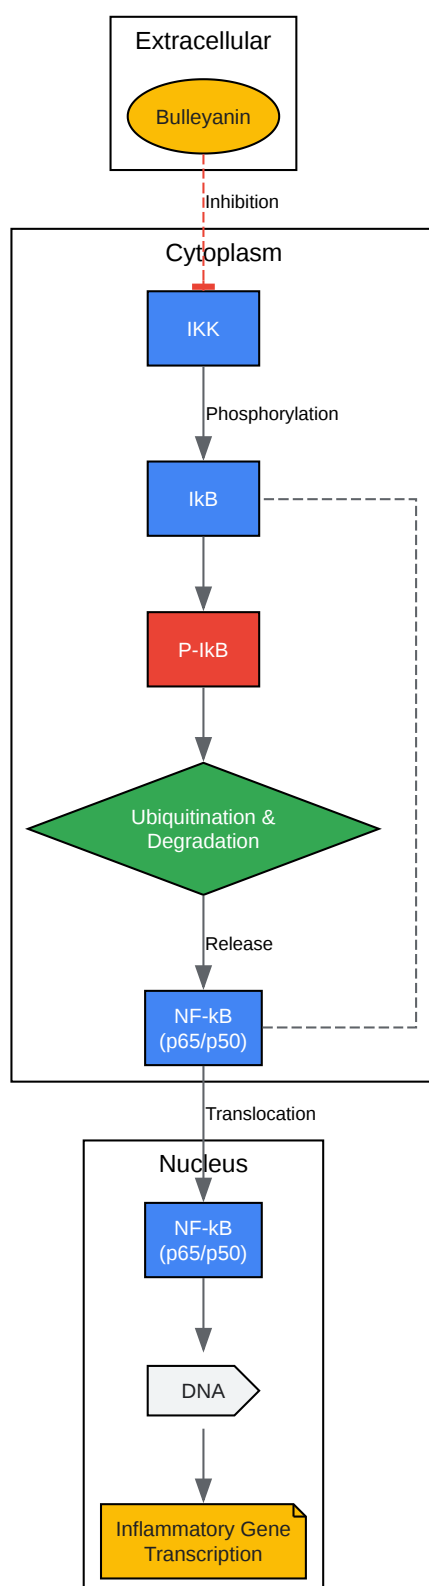 Extracellular
Bulleyanin
Inhibition
Cytoplasm
IKK
Phosphorylation
IkB
P-IkB
Ubiquitination &
Degradation
Release
NF-kB
(p65/p50)
Translocation
Nucleus
NF-kB
(p65/p50)
DNA
Inflammatory Gene
Transcription